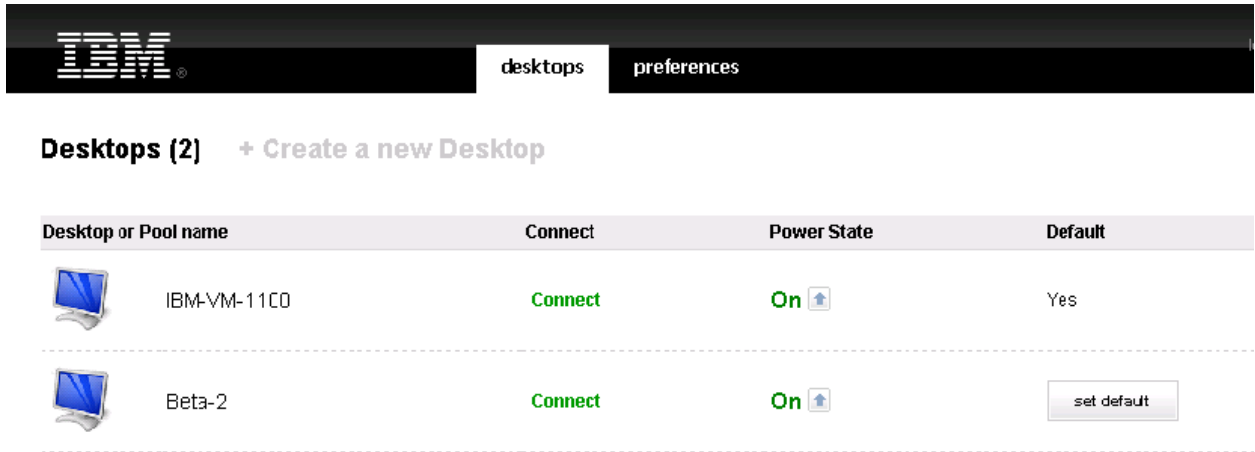 IBM®
desktops preferences
Desktops (2) + Create a new Desktop
Desktop or Pool name Connect Power State Default
IBM-VM-1100 Connect On Yes
Beta-2 Connect On set default